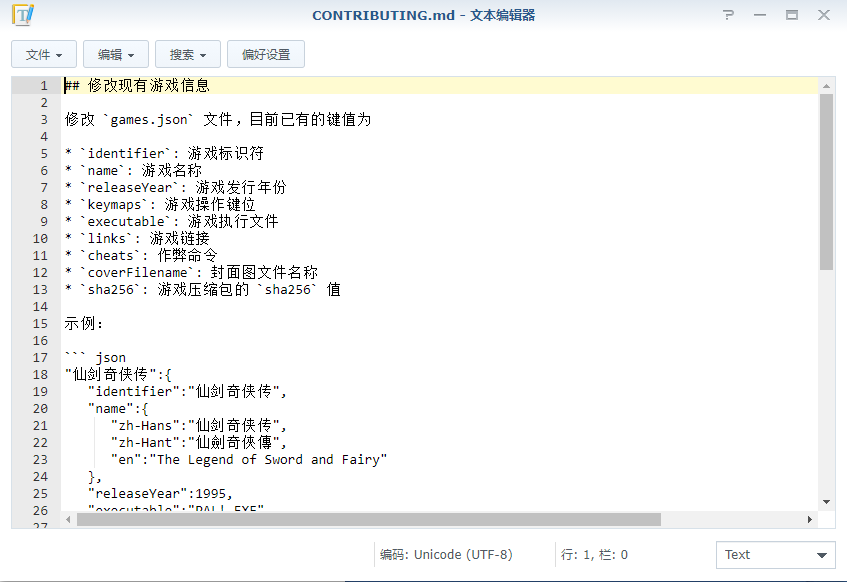 CONTRIBUTING.md - 文本编辑器
文件 编辑 搜索 偏好设置
1 ## 修改现有游戏信息
2
3 修改 `games.json` 文件，目前已有的键值为
4
5 * `identifier`: 游戏标识符
6 * `name`: 游戏名称
7 * `releaseYear`: 游戏发行年份
8 * `keymaps`: 游戏操作键位
9 * `executable`: 游戏执行文件
10 * `links`: 游戏链接
11 * `cheats`: 作弊命令
12 * `coverFilename`: 封面图文件名称
13 * `sha256`: 游戏压缩包的 `sha256` 值
14
15 示例：
16
17 ``` json
18 "仙剑奇侠传":{
19 "identifier":"仙剑奇侠传",
20 "name":{
21 "zh-Hans":"仙剑奇侠传",
22 "zh-Hant":"仙劍奇俠傳",
23 "en":"The Legend of Sword and Fairy"
24 },
25 "releaseYear":1995,
26 "executable":
27
编码: Unicode (UTF-8) 行: 1, 栏: 0 Text